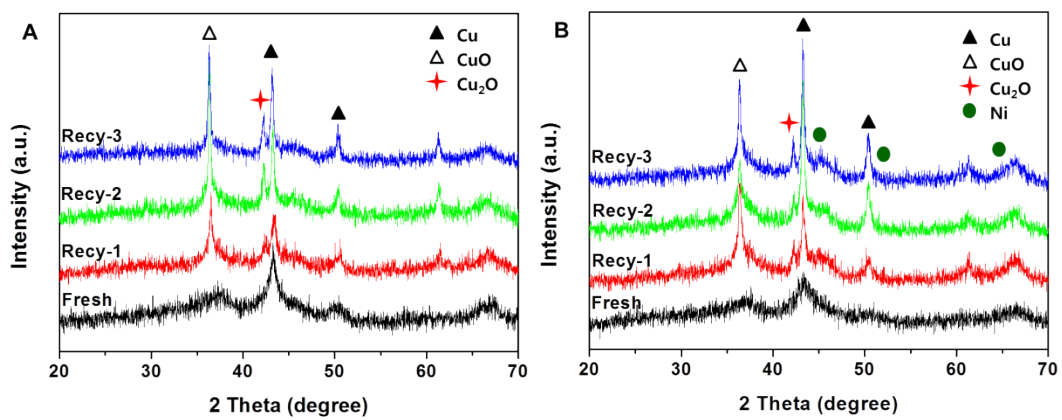 A
Cu
CuO
Cu₂O
Recy-3
Recy-2
Recy-1
Fresh
Intensity (a.u.)
20 30 40 50 60 70
2 Theta (degree)
B
Cu
CuO
Cu₂O
Ni
Recy-3
Recy-2
Recy-1
Fresh
Intensity (a.u.)
20 30 40 50 60 70
2 Theta (degree)